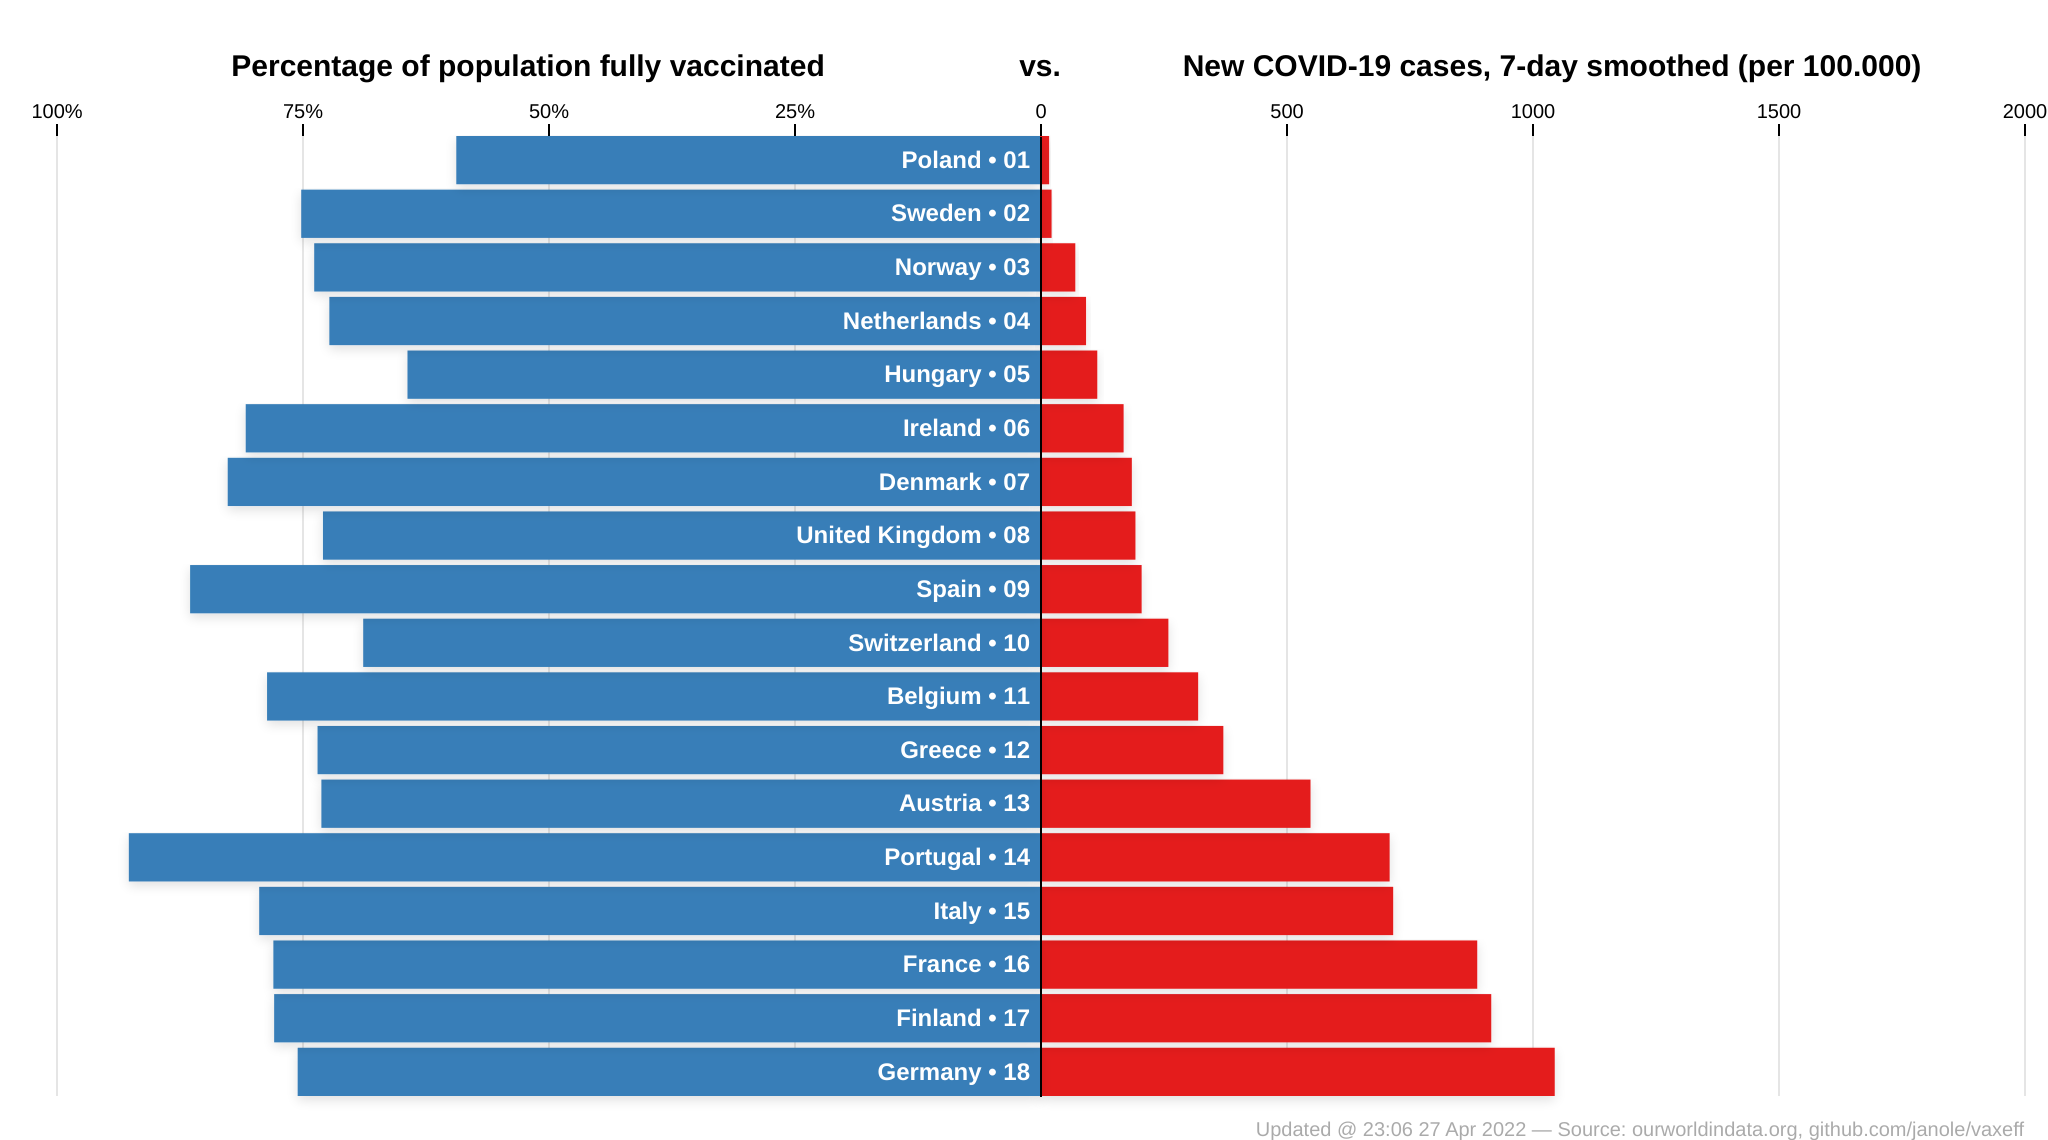 Percentage of population fully vaccinated vs. New COVID-19 cases, 7-day smoothed (per 100.000)
100% 75% 50% 25% 0 500 1000 1500 2000
Poland • 01
Sweden • 02
Norway • 03
Netherlands • 04
Hungary • 05
Ireland • 06
Denmark • 07
United Kingdom • 08
Spain • 09
Switzerland • 10
Belgium • 11
Greece • 12
Austria • 13
Portugal • 14
Italy • 15
France • 16
Finland • 17
Germany • 18
Updated @ 23:06 27 Apr 2022 — Source: ourworldindata.org, github.com/janole/vaxeff